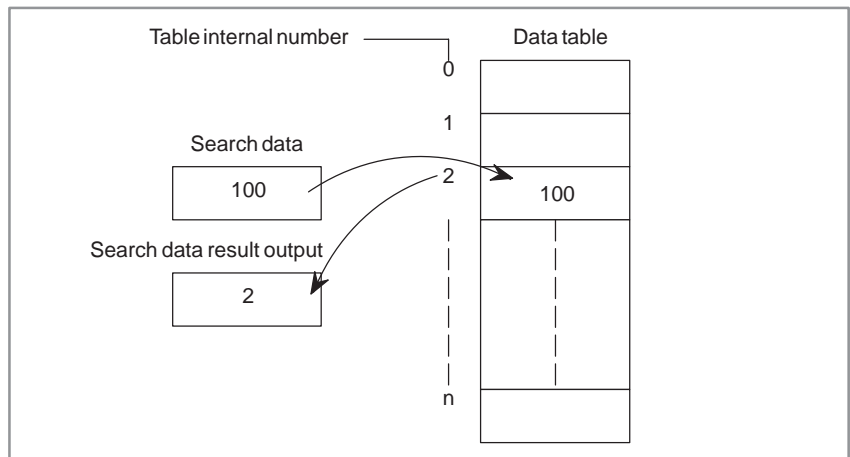 Table internal number
Data table
0
1
Search data
100
2
100
Search data result output
2
n